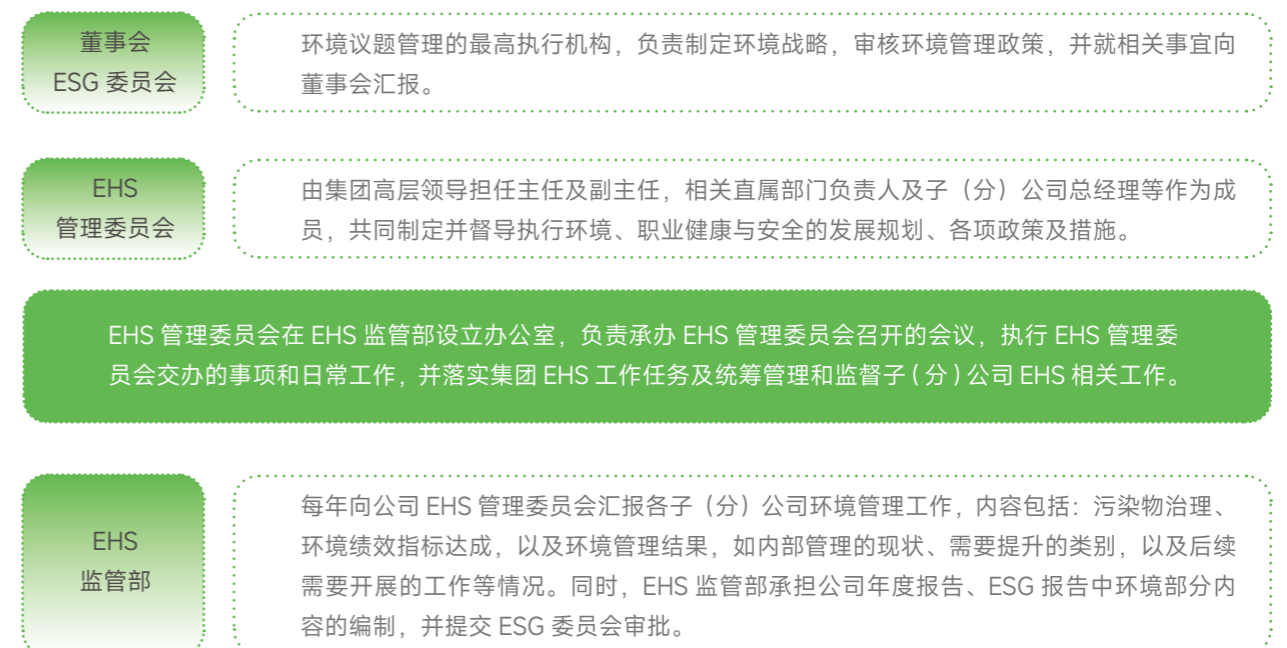 董事会
ESG 委员会
环境议题管理的最高执行机构，负责制定环境战略，审核环境管理政策，并就相关事宜向
董事会汇报。
EHS
管理委员会
由集团高层领导担任主任及副主任，相关直属部门负责人及子（分）公司总经理等作为成
员，共同制定并督导执行环境、职业健康与安全的发展规划、各项政策及措施。
EHS 管理委员会在 EHS 监管部设立办公室，负责承办 EHS 管理委员会召开的会议，执行 EHS 管理委
员会交办的事项和日常工作，并落实集团 EHS 工作任务及统筹管理和监督子 ( 分 ) 公司 EHS 相关工作。
EHS
监管部
每年向公司 EHS 管理委员会汇报各子（分）公司环境管理工作，内容包括：污染物治理、
环境绩效指标达成，以及环境管理结果，如内部管理的现状、需要提升的类别，以及后续
需要开展的工作等情况。同时，EHS 监管部承担公司年度报告、ESG 报告中环境部分内
容的编制，并提交 ESG 委员会审批。